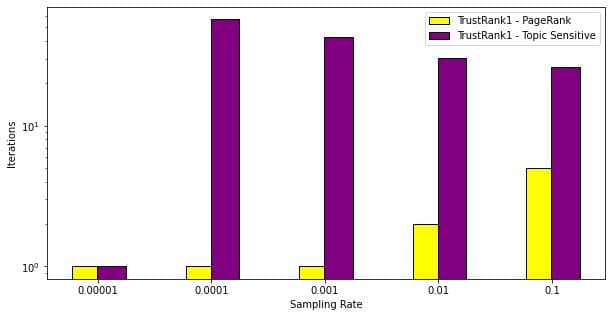 TrustRank1 - PageRank
TrustRank1 - Topic Sensitive
Iterations
10¹
10⁰
0.00001 0.0001 0.001 0.01 0.1
Sampling Rate